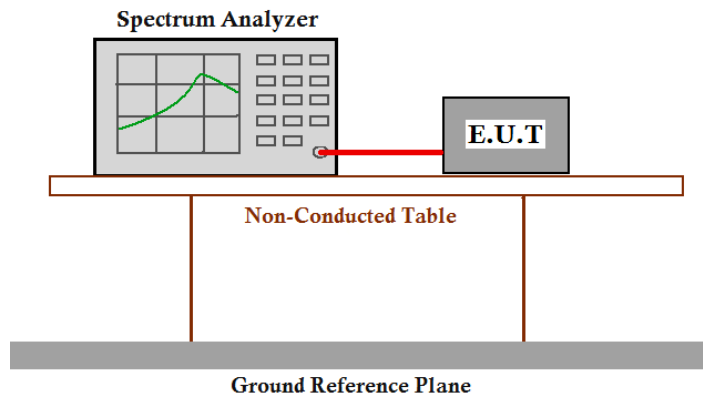 Spectrum Analyzer
E.U.T
Non-Conducted Table
Ground Reference Plane